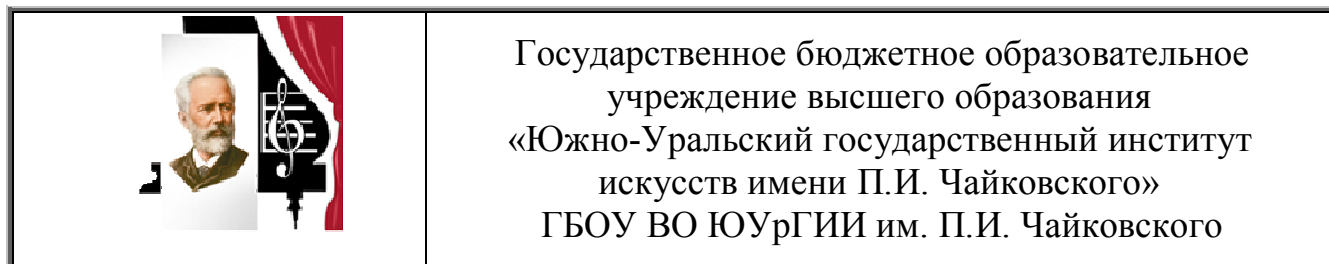 Государственное бюджетное образовательное
учреждение высшего образования
«Южно-Уральский государственный институт
искусств имени П.И. Чайковского»
ГБОУ ВО ЮУрГИИ им. П.И. Чайковского